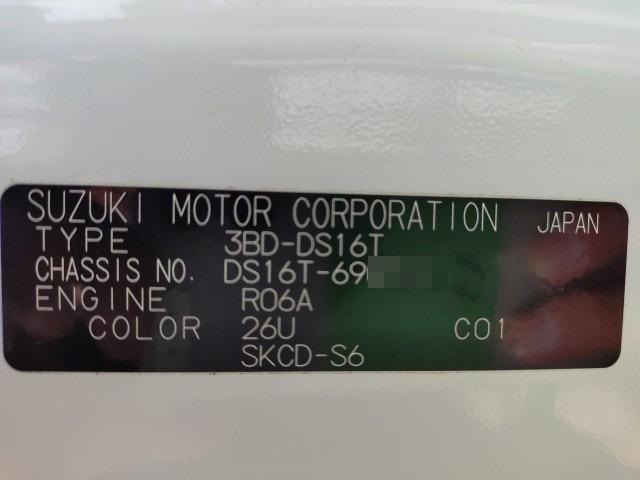 SUZUKI MOTOR CORPORATION JAPAN
TYPE 3BD-DS16T
CHASSIS NO. DS16T-69
ENGINE R06A
COLOR 26U C01
SKCD-S6